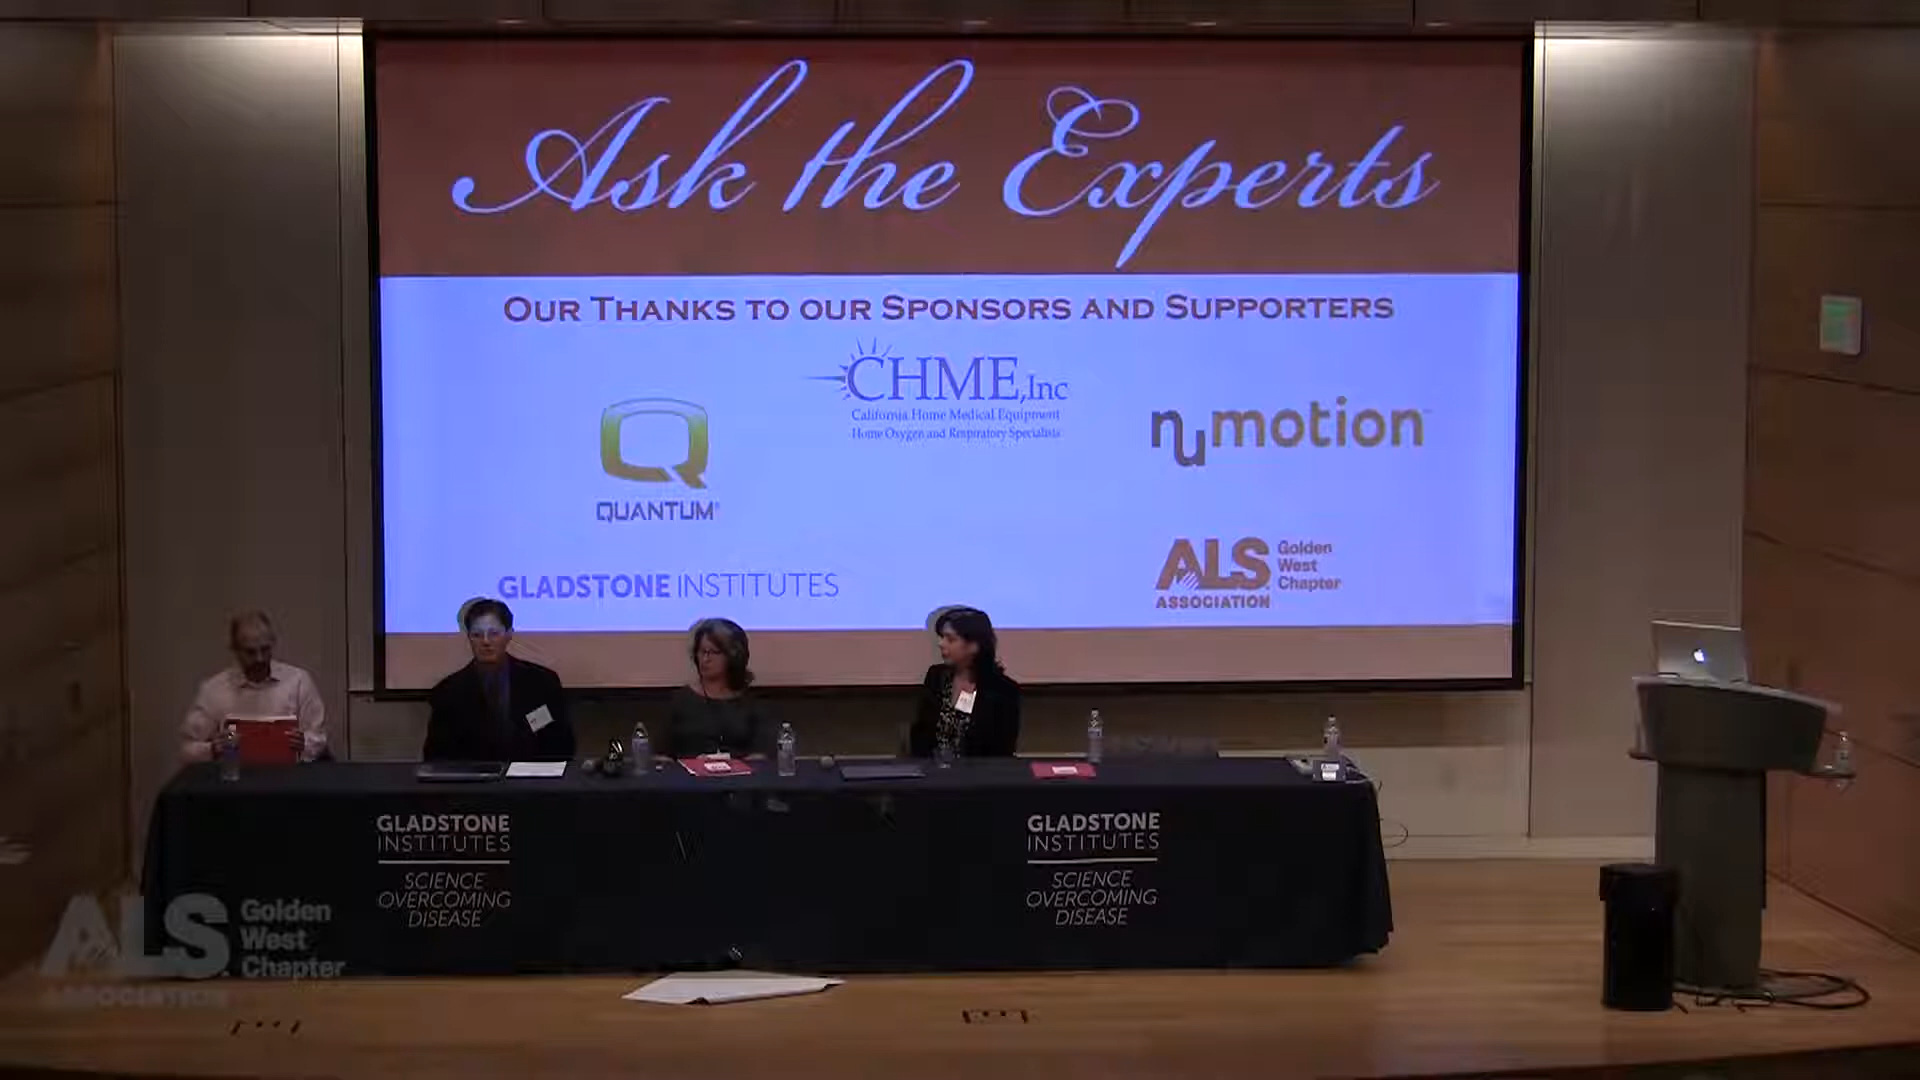 Ask the Experts
OUR THANKS TO OUR SPONSORS AND SUPPORTERS
CHME, Inc
California Home Medical Equipment
Home Oxygen and Respiratory Specialists
QUANTUM
numotion
GLADSTONE INSTITUTES
ALS
ASSOCIATION
Golden
West
Chapter
GLADSTONE
INSTITUTES
SCIENCE
OVERCOMING
DISEASE
GLADSTONE
INSTITUTES
SCIENCE
OVERCOMING
DISEASE
ALS
ASSOCIATION
Golden
West
Chapter